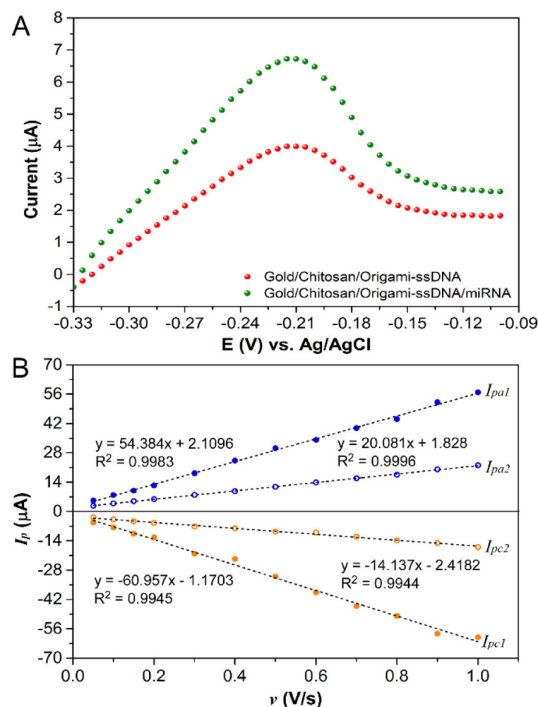 A
8
7
6
5
4
3
2
1
0
-1
Current (μA)
Gold/Chitosan/Origami-ssDNA
Gold/Chitosan/Origami-ssDNA/miRNA
-0.33 -0.30 -0.27 -0.24 -0.21 -0.18 -0.15 -0.12 -0.09
E (V) vs. Ag/AgCl
B
70
56
42
28
14
0
-14
-28
-42
-56
-70
Ip (μA)
Ipa1
y = 54.384x + 2.1096
R² = 0.9983
y = 20.081x + 1.828
R² = 0.9996
Ipa2
Ipc2
y = -60.957x - 1.1703
R² = 0.9945
y = -14.137x - 2.4182
R² = 0.9944
Ipc1
0.0 0.2 0.4 0.6 0.8 1.0
v (V/s)